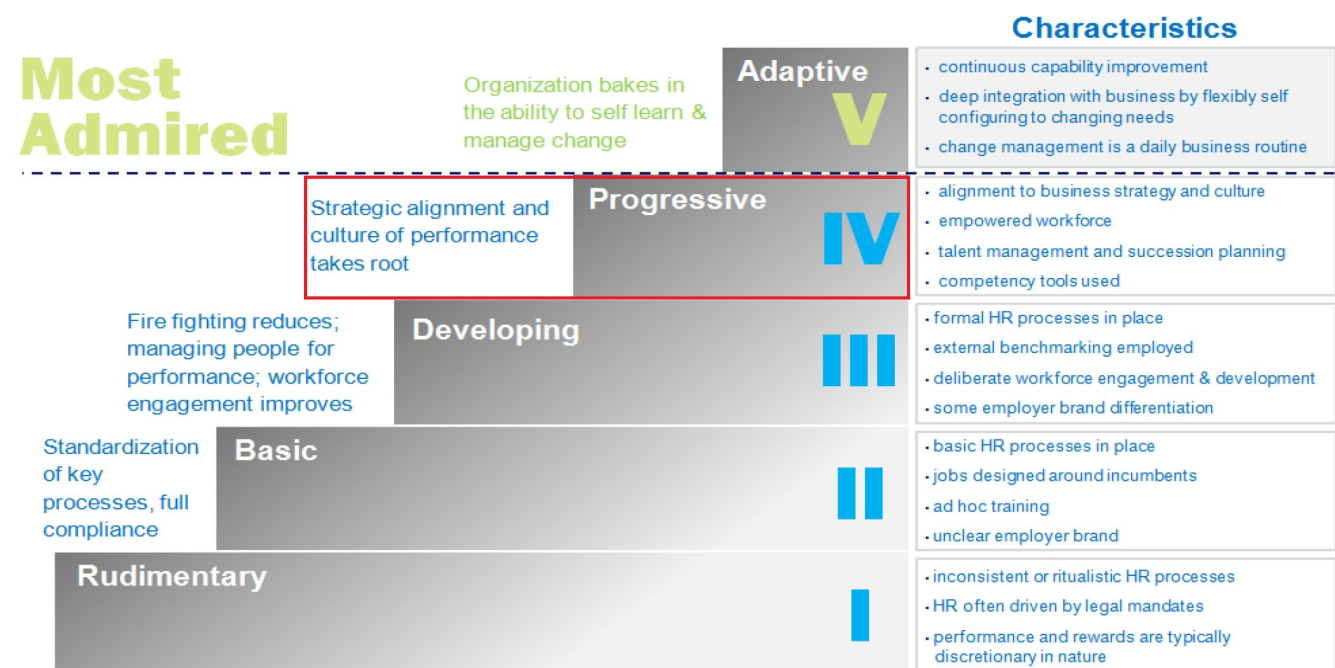 Characteristics
Most
Admired
Organization bakes in
the ability to self learn &
manage change
Adaptive
V
· continuous capability improvement
· deep integration with business by flexibly self
configuring to changing needs
· change management is a daily business routine
Strategic alignment and
culture of performance
takes root
Progressive
IV
· alignment to business strategy and culture
· empowered workforce
· talent management and succession planning
· competency tools used
Fire fighting reduces;
managing people for
performance; workforce
engagement improves
Developing
III
· formal HR processes in place
· external benchmarking employed
· deliberate workforce engagement & development
· some employer brand differentiation
Standardization
of key
processes, full
compliance
Basic
II
· basic HR processes in place
· jobs designed around incumbents
· ad hoc training
· unclear employer brand
Rudimentary
I
· inconsistent or ritualistic HR processes
· HR often driven by legal mandates
· performance and rewards are typically
discretionary in nature